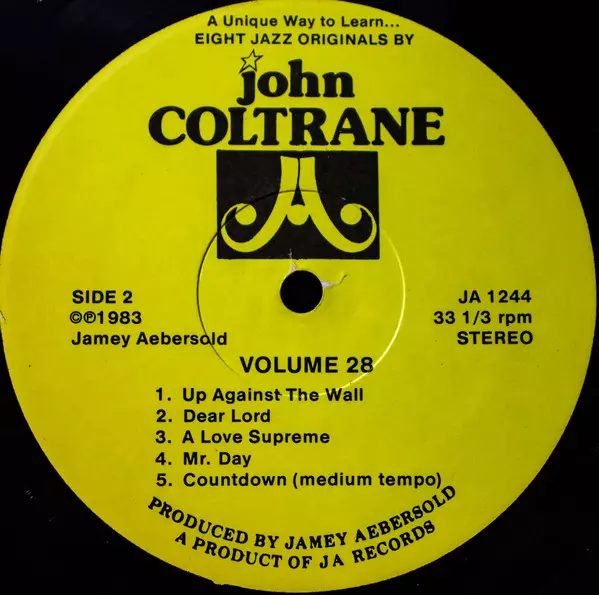 A Unique Way to Learn...
EIGHT JAZZ ORIGINALS BY
john
COLTRANE
SIDE 2
©℗1983
Jamey Aebersold
JA 1244
33 1/3 rpm
STEREO
VOLUME 28
1. Up Against The Wall
2. Dear Lord
3. A Love Supreme
4. Mr. Day
5. Countdown (medium tempo)
PRODUCED BY JAMEY AEBERSOLD
A PRODUCT OF JA RECORDS